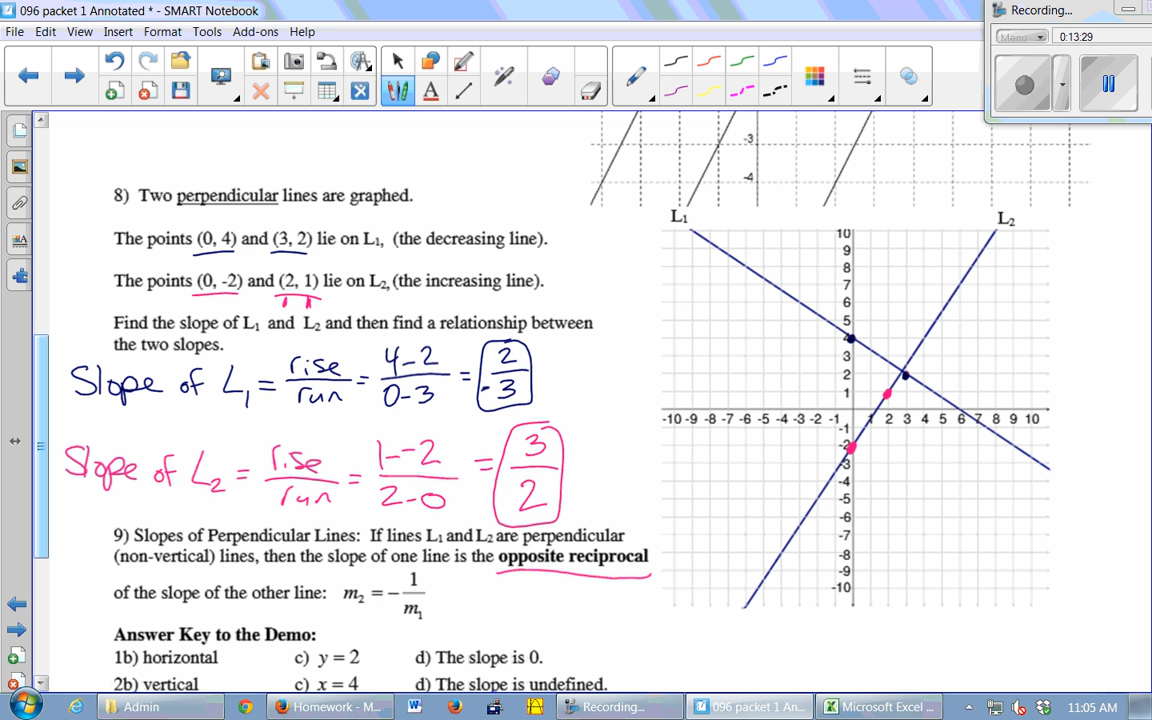 096 packet 1 Annotated * - SMART Notebook
Recording...
File Edit View Insert Format Tools Add-ons Help
Menu
0:13:29
-3
-4
8) Two perpendicular lines are graphed.
L1 L2
The points (0, 4) and (3, 2) lie on L1, (the decreasing line).
The points (0, -2) and (2, 1) lie on L2, (the increasing line).
Find the slope of L1 and L2 and then find a relationship between
the two slopes.
Slope of L1 = rise/run = 4-2/0-3 = 2/-3
Slope of L2 = rise/run = 1--2/2-0 = 3/2
10
9
8
7
6
5
4
3
2
1
-10 -9 -8 -7 -6 -5 -4 -3 -2 -1 1 2 3 4 5 6 7 8 9 10
-1
-2
-3
-4
-5
-6
-7
-8
-9
-10
9) Slopes of Perpendicular Lines: If lines L1 and L2 are perpendicular
(non-vertical) lines, then the slope of one line is the opposite reciprocal
of the slope of the other line: m2 = - 1/m1
Answer Key to the Demo:
1b) horizontal c) y = 2 d) The slope is 0.
2b) vertical c) x = 4 d) The slope is undefined.
Admin
Homework - M...
Recording...
096 packet 1 An...
Microsoft Excel ...
11:05 AM